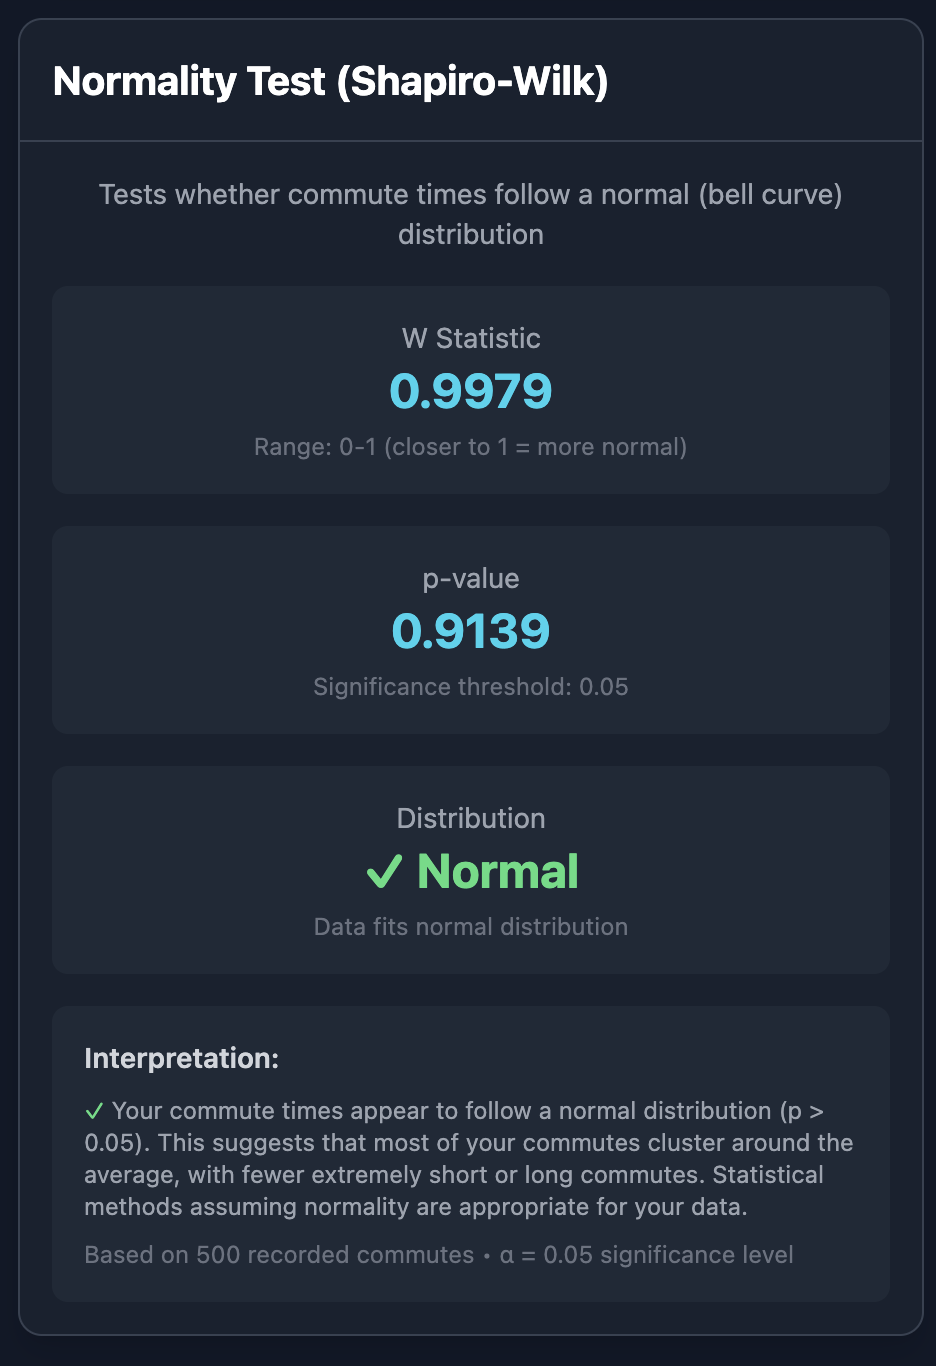 Normality Test (Shapiro-Wilk)
Tests whether commute times follow a normal (bell curve)
distribution
W Statistic
0.9979
Range: 0-1 (closer to 1 = more normal)
p-value
0.9139
Significance threshold: 0.05
Distribution
✓ Normal
Data fits normal distribution
Interpretation:
✓ Your commute times appear to follow a normal distribution (p >
0.05). This suggests that most of your commutes cluster around the
average, with fewer extremely short or long commutes. Statistical
methods assuming normality are appropriate for your data.
Based on 500 recorded commutes • α = 0.05 significance level